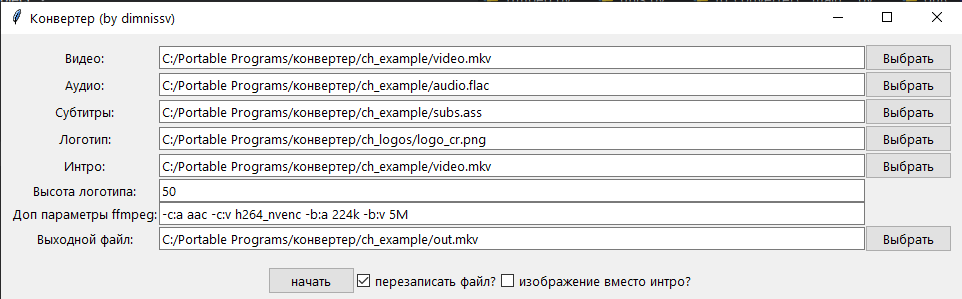 Конвертер (by dimnissv)
Видео: C:/Portable Programs/конвертер/ch_example/video.mkv Выбрать
Аудио: C:/Portable Programs/конвертер/ch_example/audio.flac Выбрать
Субтитры: C:/Portable Programs/конвертер/ch_example/subs.ass Выбрать
Логотип: C:/Portable Programs/конвертер/ch_logos/logo_cr.png Выбрать
Интро: C:/Portable Programs/конвертер/ch_example/video.mkv Выбрать
Высота логотипа: 50
Доп параметры ffmpeg: -c:a aac -c:v h264_nvenc -b:a 224k -b:v 5M
Выходной файл: C:/Portable Programs/конвертер/ch_example/out.mkv Выбрать
начать перезаписать файл? изображение вместо интро?